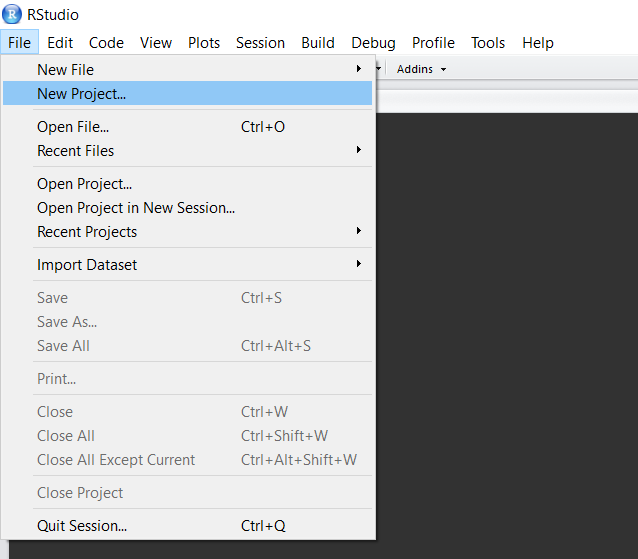 RStudio
File Edit Code View Plots Session Build Debug Profile Tools Help
Addins
New File
New Project...
Open File... Ctrl+O
Recent Files
Open Project...
Open Project in New Session...
Recent Projects
Import Dataset
Save Ctrl+S
Save As...
Save All Ctrl+Alt+S
Print...
Close Ctrl+W
Close All Ctrl+Shift+W
Close All Except Current Ctrl+Alt+Shift+W
Close Project
Quit Session... Ctrl+Q